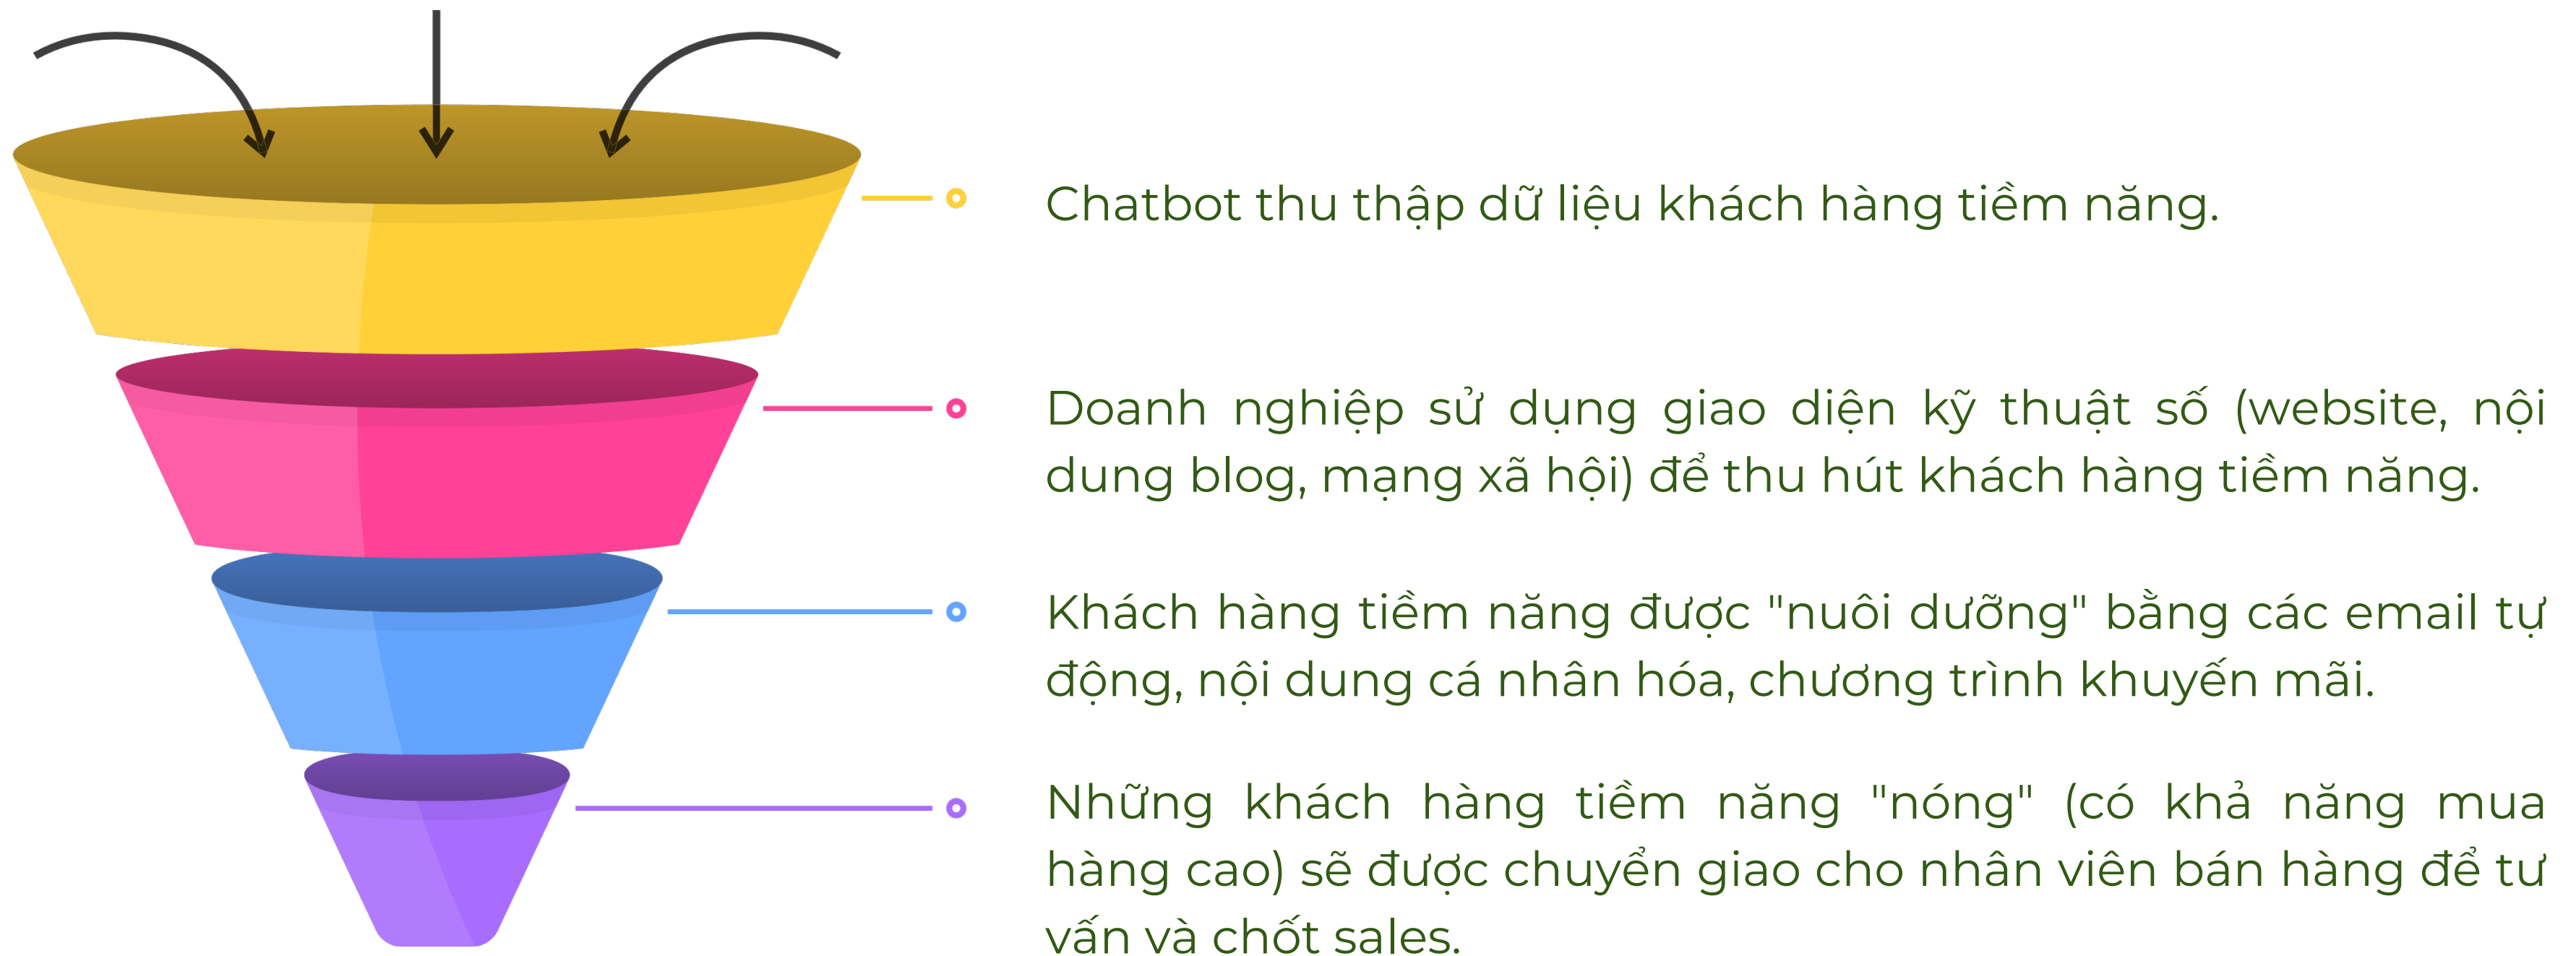 Chatbot thu thập dữ liệu khách hàng tiềm năng.
Doanh nghiệp sử dụng giao diện kỹ thuật số (website, nội
dung blog, mạng xã hội) để thu hút khách hàng tiềm năng.
Khách hàng tiềm năng được "nuôi dưỡng" bằng các email tự
động, nội dung cá nhân hóa, chương trình khuyến mãi.
Những khách hàng tiềm năng "nóng" (có khả năng mua
hàng cao) sẽ được chuyển giao cho nhân viên bán hàng để tư
vấn và chốt sales.